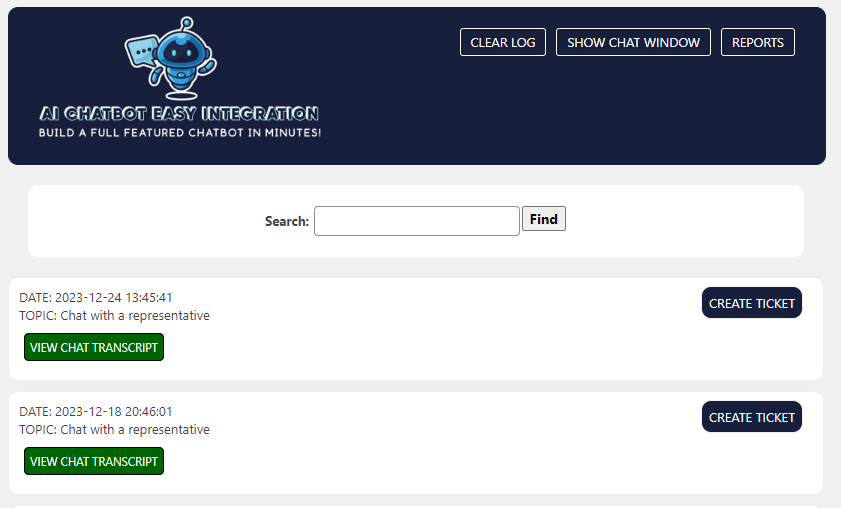 CLEAR LOG
SHOW CHAT WINDOW
REPORTS
AI CHATBOT EASY INTEGRATION
BUILD A FULL FEATURED CHATBOT IN MINUTES!
Search:
Find
DATE: 2023-12-24 13:45:41
TOPIC: Chat with a representative
CREATE TICKET
VIEW CHAT TRANSCRIPT
DATE: 2023-12-18 20:46:01
TOPIC: Chat with a representative
CREATE TICKET
VIEW CHAT TRANSCRIPT